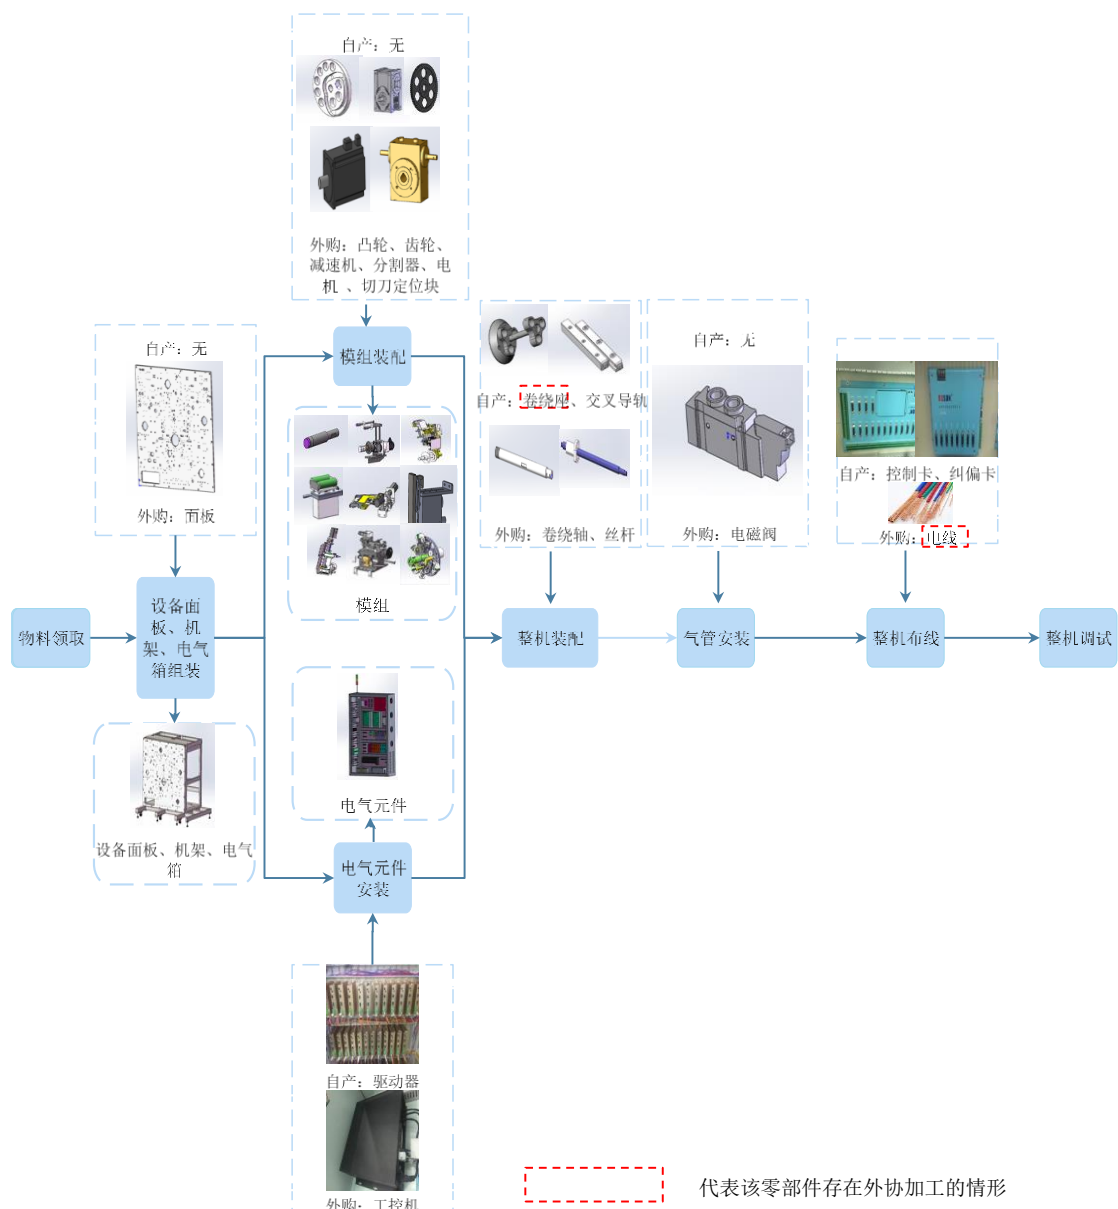 自产：无
外购：凸轮、齿轮、
减速机、分割器、电
机 、切刀定位块
自产：无
外购：面板
模组装配
模组
自产：卷绕座、交叉导轨
外购：卷绕轴、丝杆
自产：无
外购：电磁阀
自产：控制卡、纠偏卡
外购：电线
物料领取
设备面
板、机
架、电气
箱组装
整机装配
气管安装
整机布线
整机调试
设备面板、机架、电气
箱
电气元件
电气元件
安装
自产：驱动器
外购：工控机
代表该零部件存在外协加工的情形